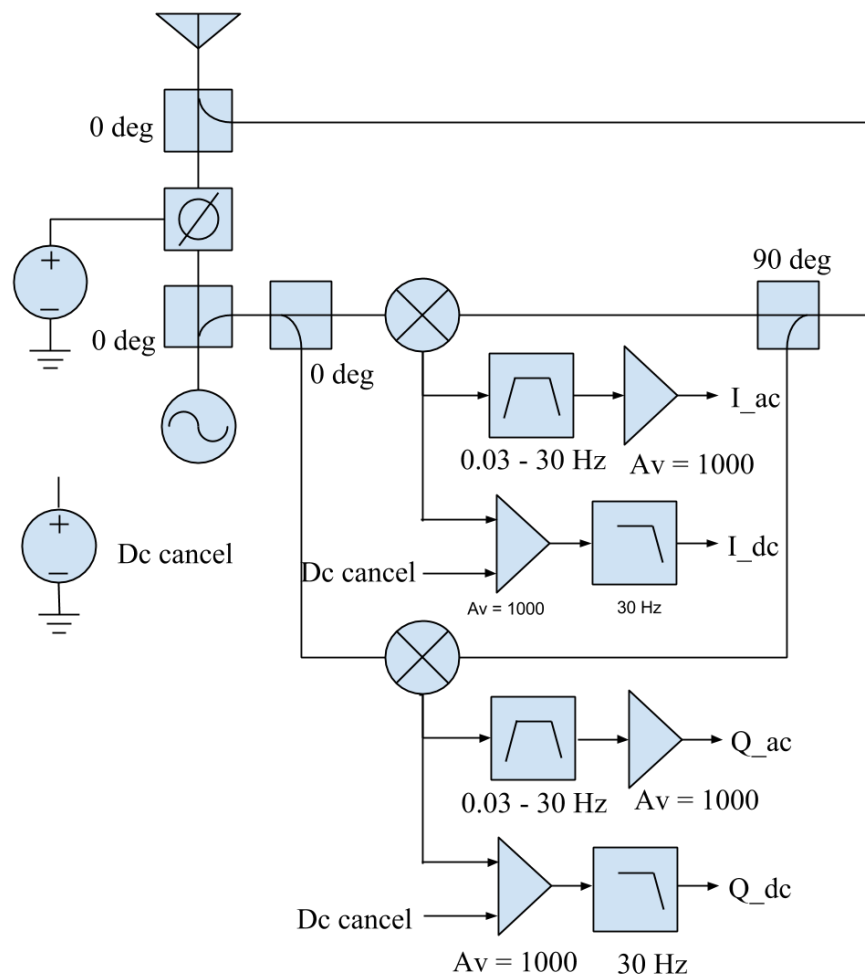 0 deg
+
−
0 deg
0 deg
90 deg
I_ac
0.03 - 30 Hz
Av = 1000
+
−
Dc cancel
Dc cancel
I_dc
Av = 1000
30 Hz
Q_ac
0.03 - 30 Hz
Av = 1000
Dc cancel
Q_dc
Av = 1000
30 Hz